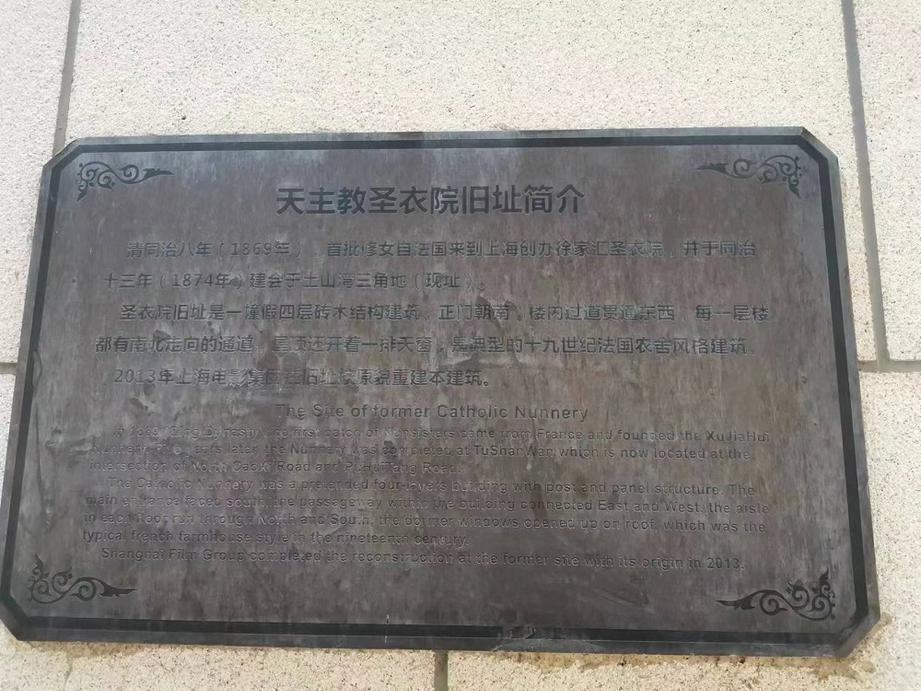 天主教圣衣院旧址简介
清同治八年（1869年），首批修女自法国来到上海创办徐家汇圣衣院，并于同治
十三年（1874年）建会于土山湾三角地（现址）。
圣衣院旧址是一幢假四层砖木结构建筑，正门朝南，楼内过道贯通东西，每一层楼
都有南北走向的通道，屋顶还开着一排天窗，是典型的十九世纪法国农舍风格建筑。
2013年上海电影集团在旧址按原貌重建本建筑。
The Site of former Catholic Nunnery
In 1869 Qing Dynasty, the first batch of Nunsisters came from France and founded the XuJiaHui
Nunnery. years later the Nunnery was completed at TuShanWan which is now located at the
intersection of North CaoXi Road and Road.
The Catholic Nunnery was a pretended four-layers building with post and panel structure. The
main entrance faced south, the passageway within the building connected East and West, the aisle
in each floor run through North and South, the dormer windows opened up on roof, which was the
typical french farmhouse style in the nineteenth century.
Shanghai Film Group completed the reconstruction at the former site with its origin in 2013.